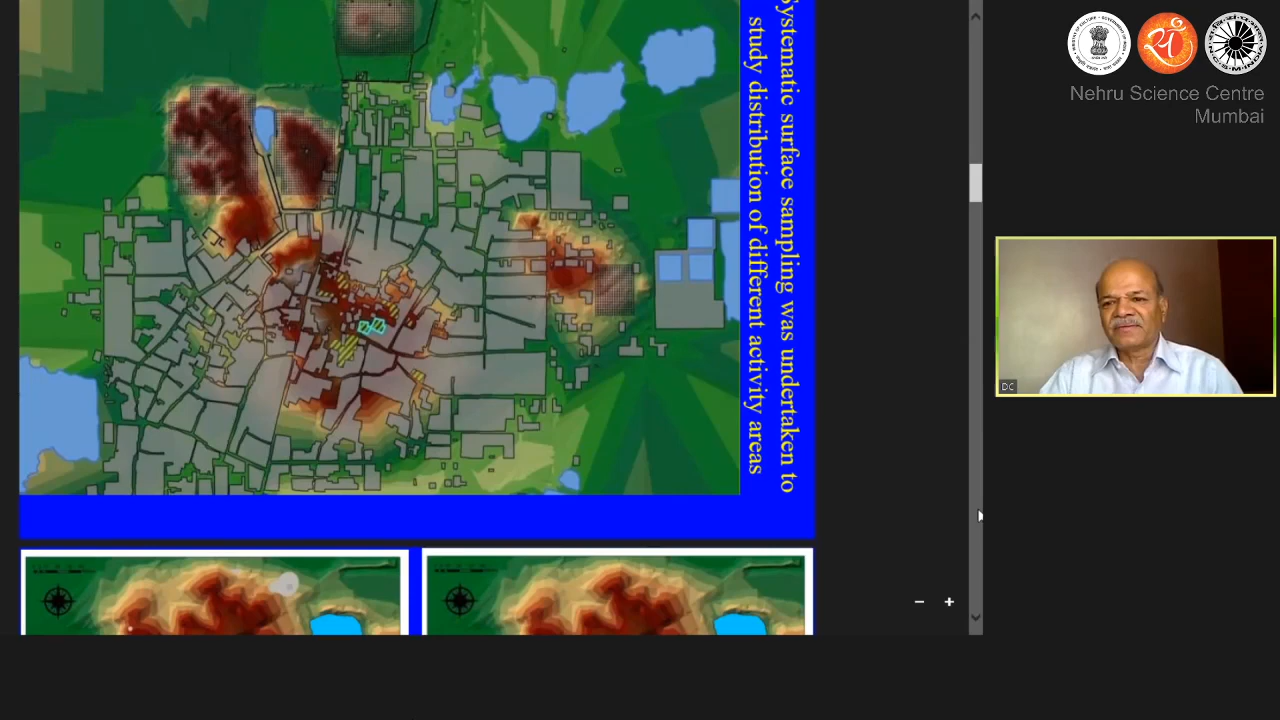 Systematic surface sampling was undertaken to
study distribution of different activity areas
Nehru Science Centre
Mumbai
DC